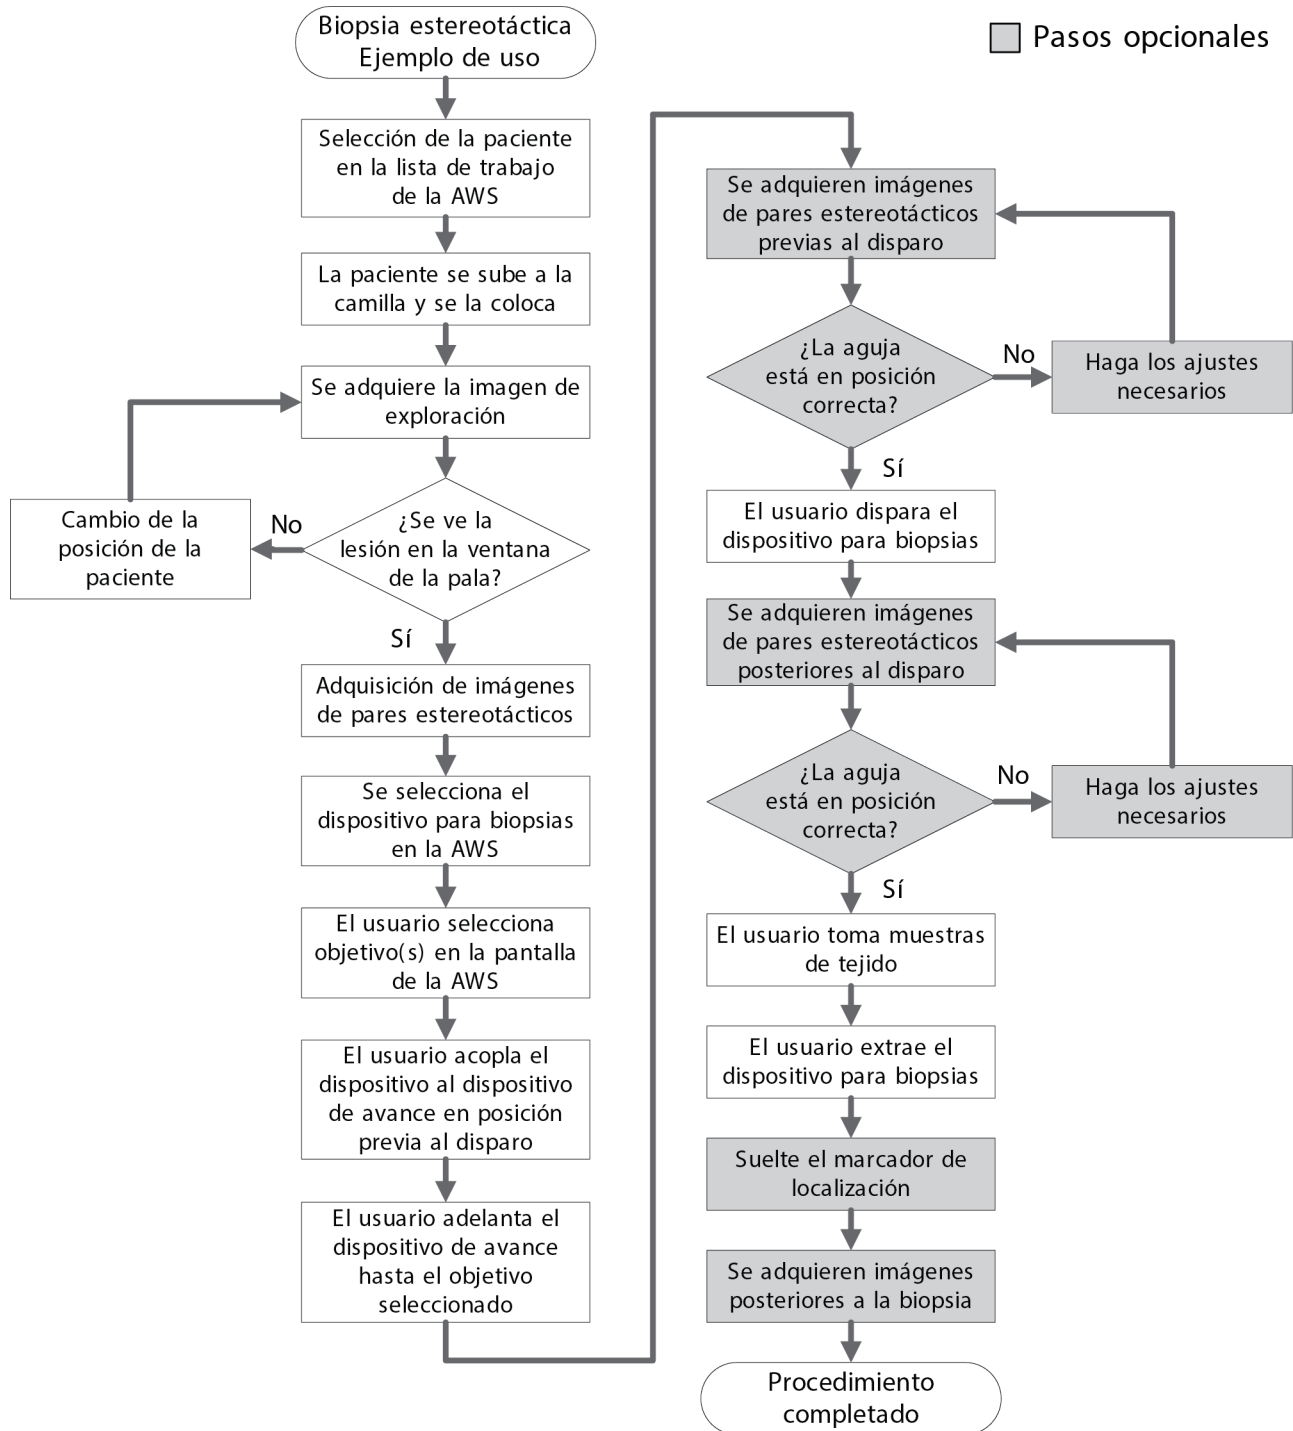 Biopsia estereotáctica
Ejemplo de uso
Pasos opcionales
Selección de la paciente
en la lista de trabajo
de la AWS
La paciente se sube a la
camilla y se la coloca
Se adquiere la imagen de
exploración
¿Se ve la
lesión en la ventana
de la pala?
No
Cambio de la
posición de la
paciente
Sí
Adquisición de imágenes
de pares estereotácticos
Se selecciona el
dispositivo para biopsias
en la AWS
El usuario selecciona
objetivo(s) en la pantalla
de la AWS
El usuario acopla el
dispositivo al dispositivo
de avance en posición
previa al disparo
El usuario adelanta el
dispositivo de avance
hasta el objetivo
seleccionado
Se adquieren imágenes
de pares estereotácticos
previas al disparo
¿La aguja
está en posición
correcta?
No
Haga los ajustes
necesarios
Sí
El usuario dispara el
dispositivo para biopsias
Se adquieren imágenes
de pares estereotácticos
posteriores al disparo
¿La aguja
está en posición
correcta?
No
Haga los ajustes
necesarios
Sí
El usuario toma muestras
de tejido
El usuario extrae el
dispositivo para biopsias
Suelte el marcador de
localización
Se adquieren imágenes
posteriores a la biopsia
Procedimiento
completado